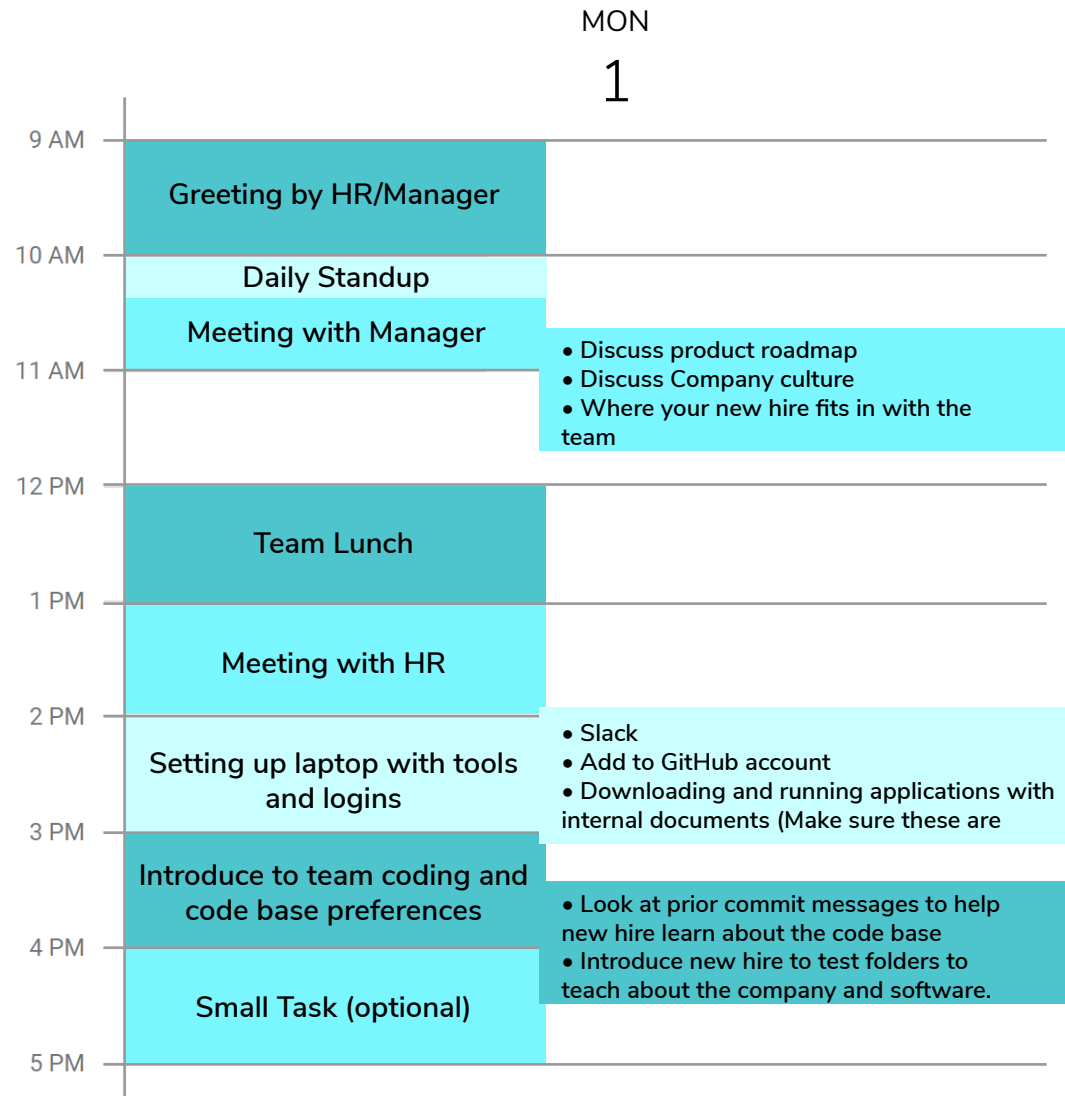 MON
1
9 AM
Greeting by HR/Manager
10 AM
Daily Standup
Meeting with Manager
• Discuss product roadmap
• Discuss Company culture
• Where your new hire fits in with the
team
11 AM
12 PM
Team Lunch
1 PM
Meeting with HR
2 PM
Setting up laptop with tools
and logins
• Slack
• Add to GitHub account
• Downloading and running applications with
internal documents (Make sure these are
3 PM
Introduce to team coding and
code base preferences
• Look at prior commit messages to help
new hire learn about the code base
• Introduce new hire to test folders to
teach about the company and software.
4 PM
Small Task (optional)
5 PM